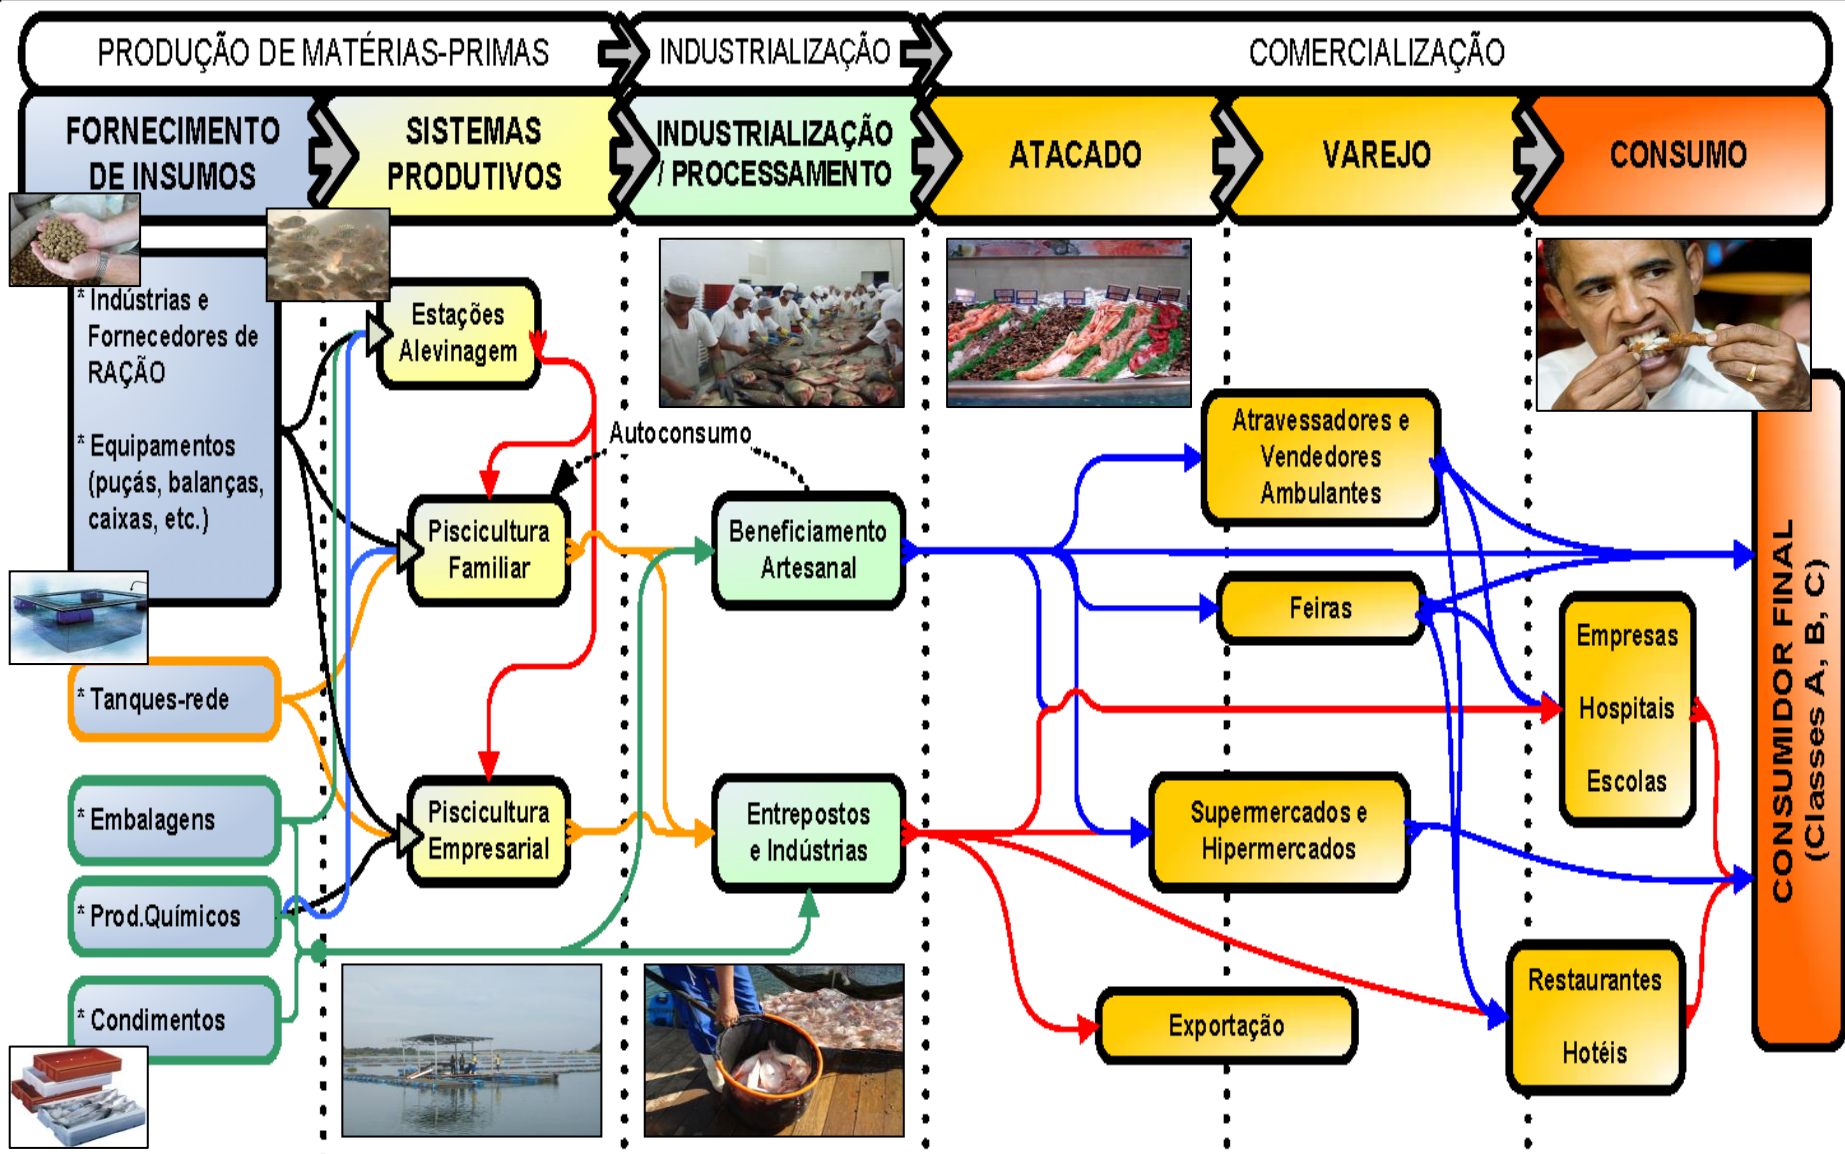 PRODUÇÃO DE MATÉRIAS-PRIMAS
INDUSTRIALIZAÇÃO
COMERCIALIZAÇÃO
FORNECIMENTO
DE INSUMOS
SISTEMAS
PRODUTIVOS
INDUSTRIALIZAÇÃO
/ PROCESSAMENTO
ATACADO
VAREJO
CONSUMO
* Indústrias e
Fornecedores de
RAÇÃO
* Equipamentos
(puçás, balanças,
caixas, etc.)
* Tanques-rede
* Embalagens
* Prod.Químicos
* Condimentos
Estações
Alevinagem
Piscicultura
Familiar
Piscicultura
Empresarial
Autoconsumo
Beneficiamento
Artesanal
Entrepostos
e Indústrias
Atravessadores e
Vendedores
Ambulantes
Feiras
Supermercados e
Hipermercados
Exportação
Empresas
Hospitais
Escolas
Restaurantes
Hotéis
CONSUMIDOR FINAL
(Classes A, B, C)